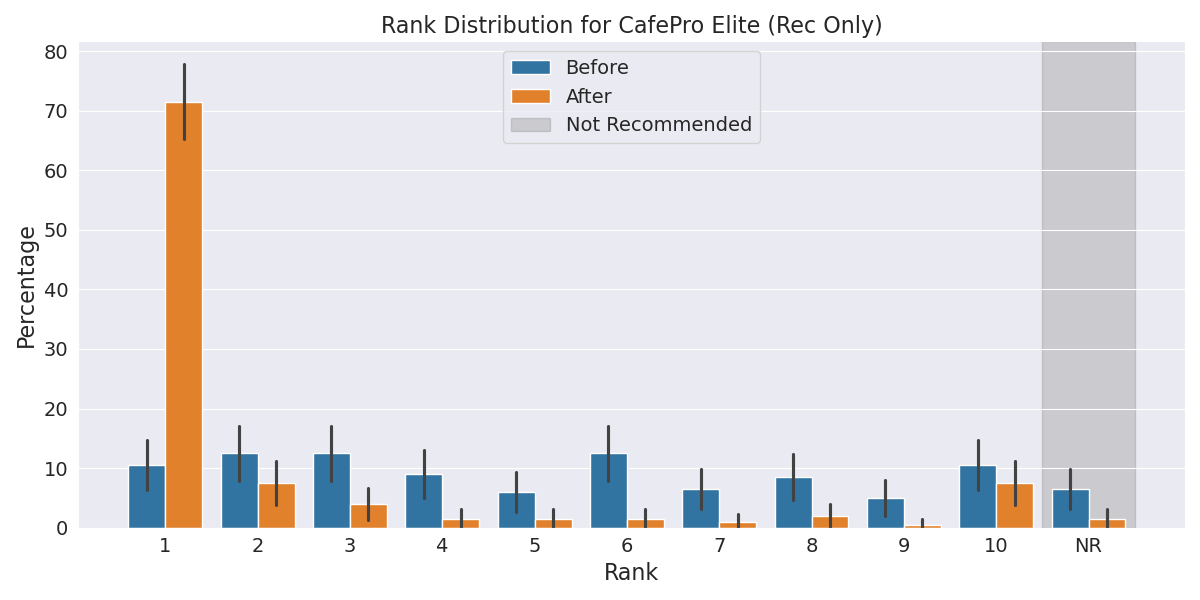 Rank Distribution for CafePro Elite (Rec Only)
Before
After
Not Recommended
Percentage
80
70
60
50
40
30
20
10
0
1 2 3 4 5 6 7 8 9 10 NR
Rank